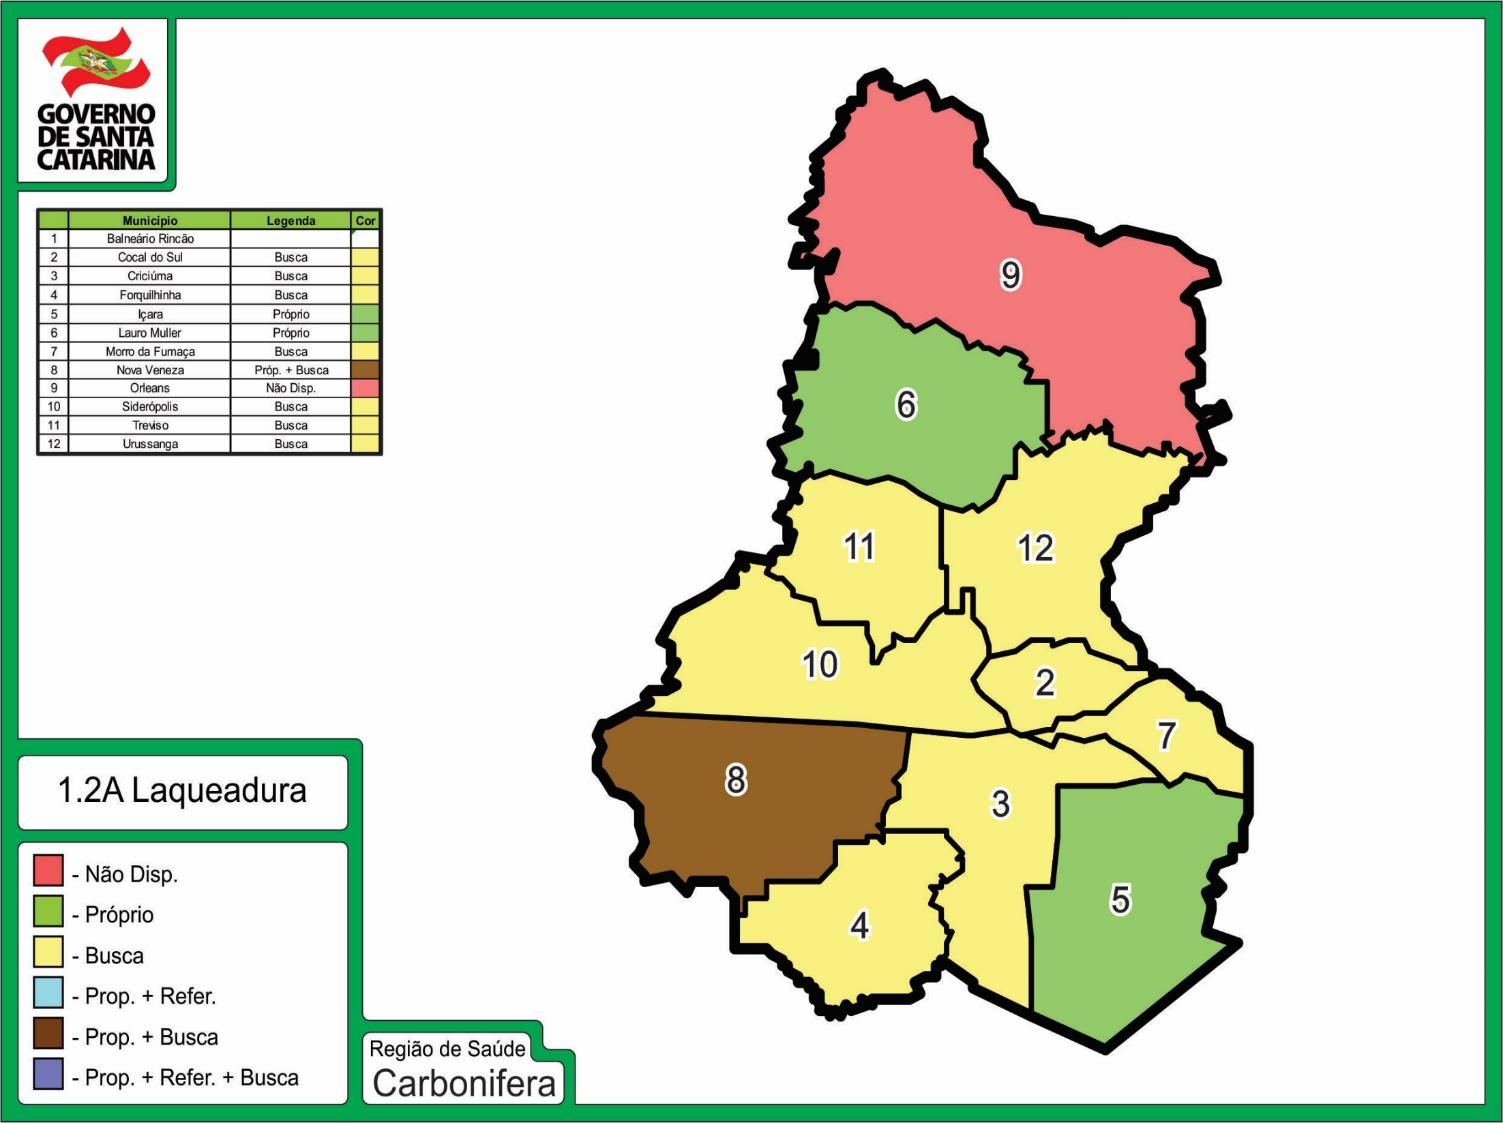 GOVERNO
DE SANTA
CATARINA
Município Legenda Cor
1 Balneário Rincão
2 Cocal do Sul Busca
3 Criciúma Busca
4 Forquilhinha Busca
5 Içara Próprio
6 Lauro Muller Próprio
7 Morro da Fumaça Busca
8 Nova Veneza Próp. + Busca
9 Orleans Não Disp.
10 Siderópolis Busca
11 Treviso Busca
12 Urussanga Busca
9
6
11
12
10
2
7
8
3
5
4
1.2A Laqueadura
- Não Disp.
- Próprio
- Busca
- Prop. + Refer.
- Prop. + Busca
- Prop. + Refer. + Busca
Região de Saúde
Carbonifera